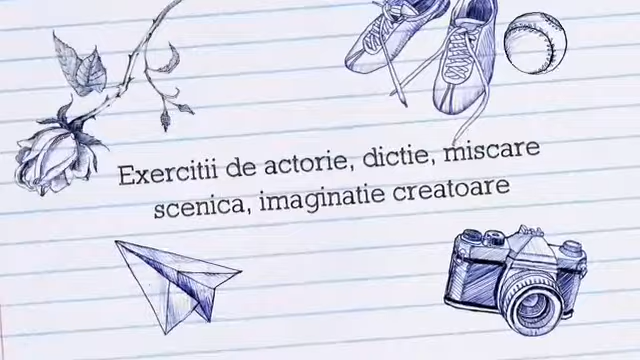 Exercitii de actorie, dictie, miscare
scenica, imaginatie creatoare